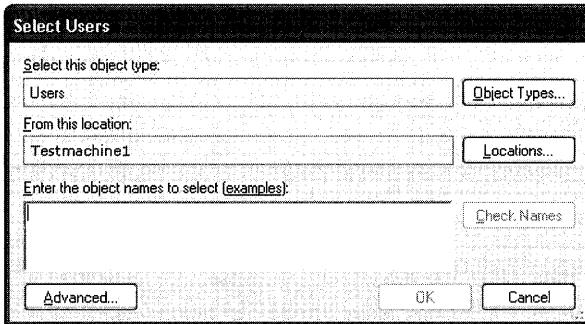 Select Users
Select this object type:
Users
Object Types...
From this location:
Testmachine1
Locations...
Enter the object names to select (examples):
Check Names
Advanced...
OK
Cancel